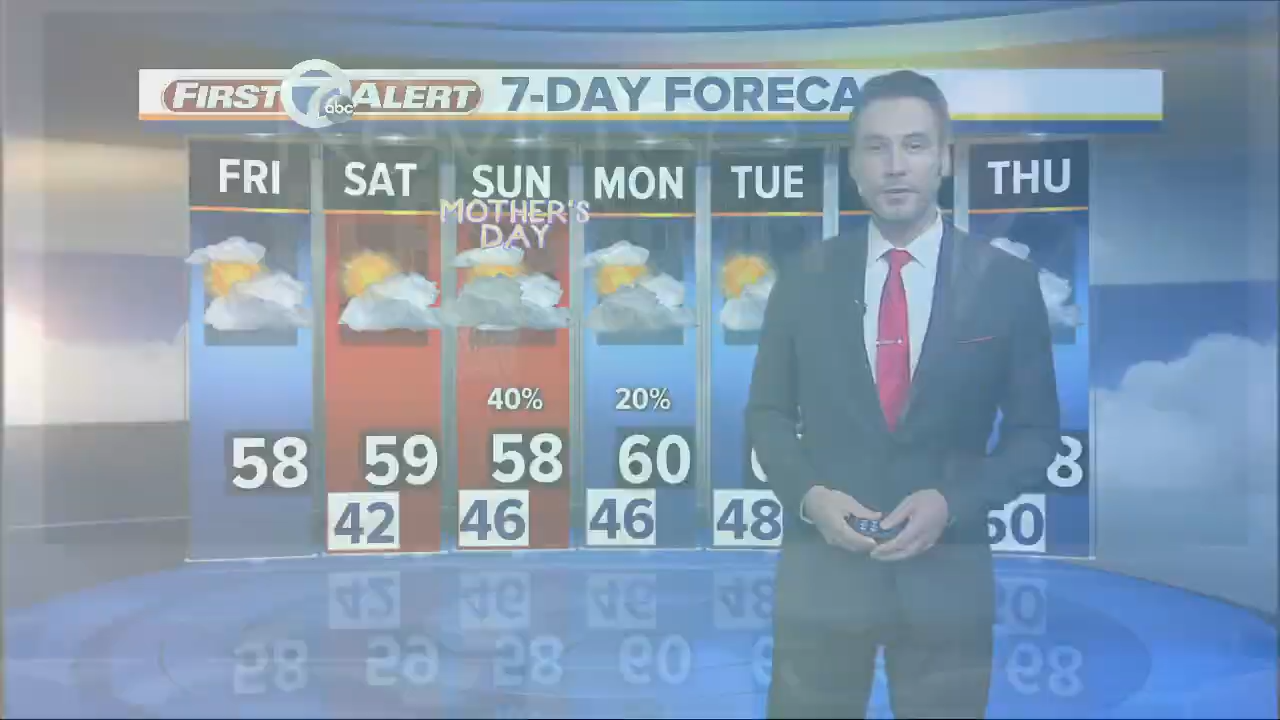 FIRST 7 abc ALERT 7-DAY FORECA
FRI SAT SUN MON TUE THU
MOTHER'S
DAY
40% 20%
58 59 58 60 8
42 46 46 48 50